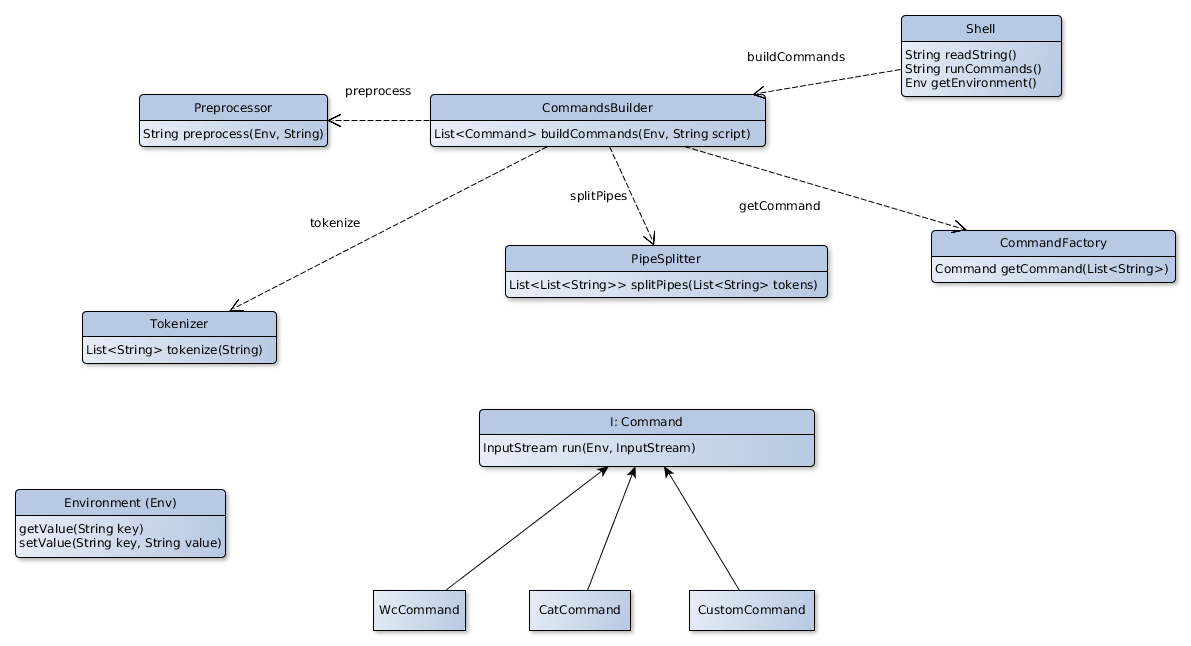 Shell
String readString()
String runCommands()
Env getEnvironment()
buildCommands
preprocess
Preprocessor
String preprocess(Env, String)
CommandsBuilder
List<Command> buildCommands(Env, String script)
tokenize
splitPipes
getCommand
CommandFactory
Command getCommand(List<String>)
PipeSplitter
List<List<String>> splitPipes(List<String> tokens)
Tokenizer
List<String> tokenize(String)
I: Command
InputStream run(Env, InputStream)
Environment (Env)
getValue(String key)
setValue(String key, String value)
WcCommand
CatCommand
CustomCommand